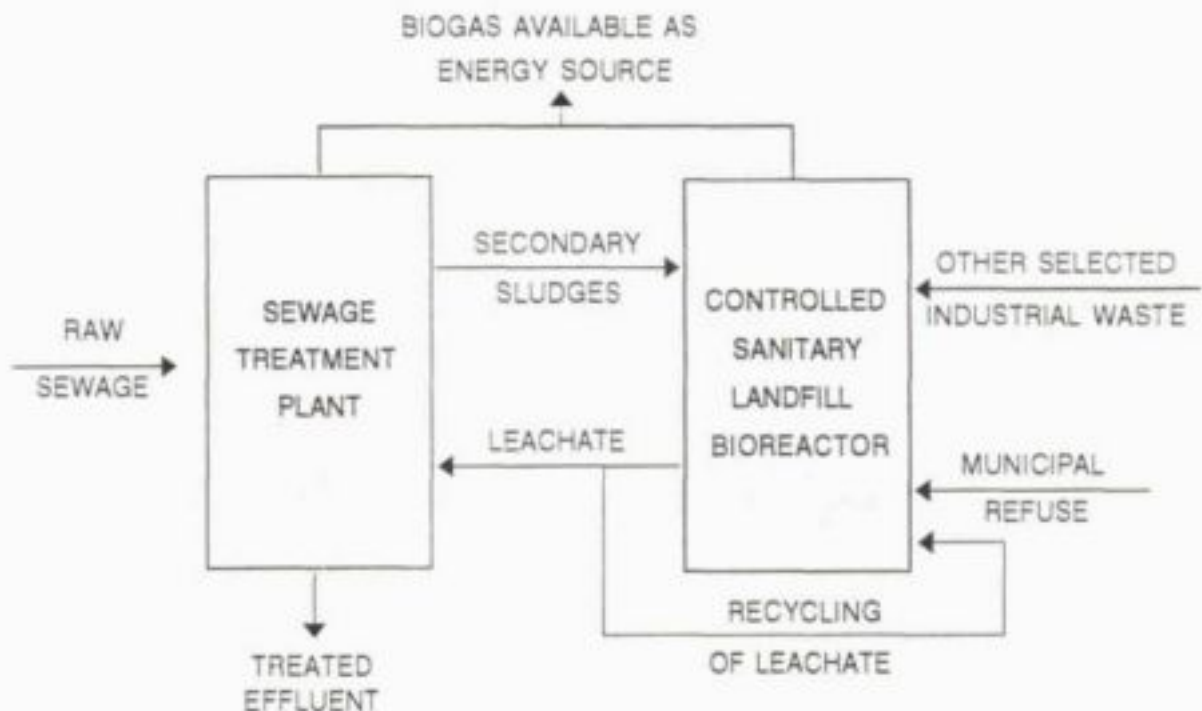 BIOGAS AVAILABLE AS
ENERGY SOURCE
RAW
SEWAGE
SEWAGE
TREATMENT
PLANT
SECONDARY
SLUDGES
LEACHATE
CONTROLLED
SANITARY
LANDFILL
BIOREACTOR
OTHER SELECTED
INDUSTRIAL WASTE
MUNICIPAL
REFUSE
RECYCLING
OF LEACHATE
TREATED
EFFLUENT